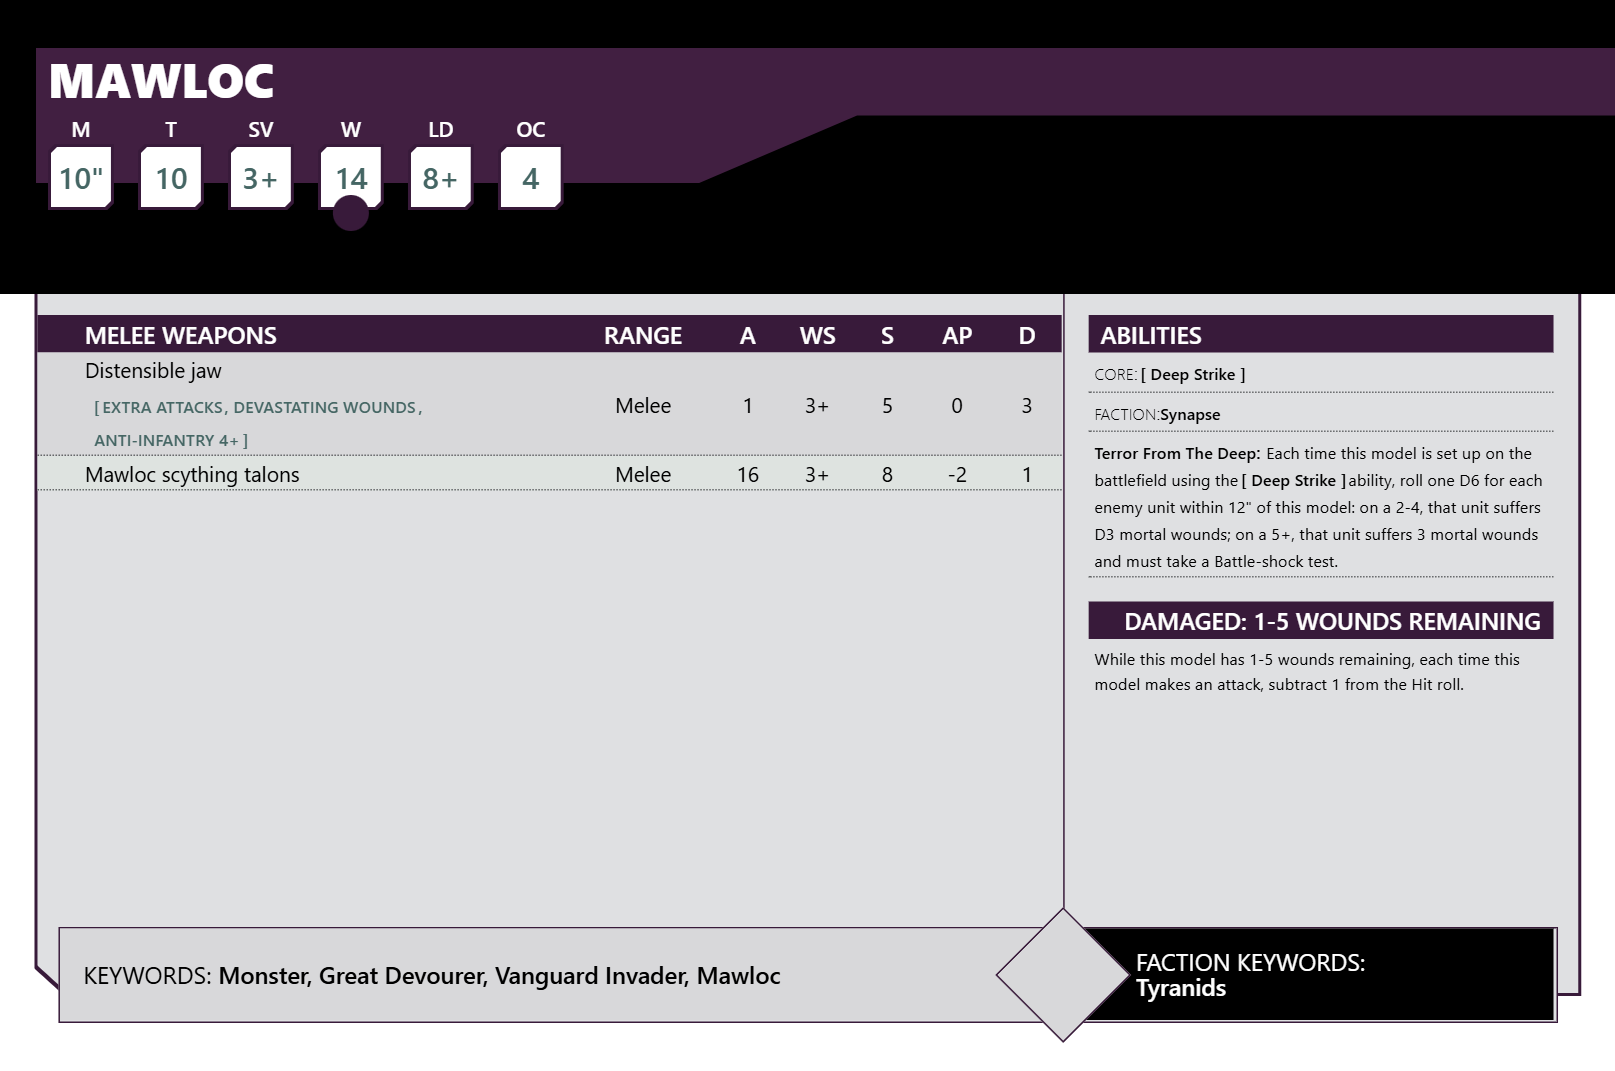 MAWLOC
M T SV W LD OC
10" 10 3+ 14 8+ 4
MELEE WEAPONS RANGE A WS S AP D
Distensible jaw
[ EXTRA ATTACKS, DEVASTATING WOUNDS,
ANTI-INFANTRY 4+ ]
Melee 1 3+ 5 0 3
Mawloc scything talons Melee 16 3+ 8 -2 1
ABILITIES
CORE: [ Deep Strike ]
FACTION:Synapse
Terror From The Deep: Each time this model is set up on the
battlefield using the [ Deep Strike ] ability, roll one D6 for each
enemy unit within 12" of this model: on a 2-4, that unit suffers
D3 mortal wounds; on a 5+, that unit suffers 3 mortal wounds
and must take a Battle-shock test.
DAMAGED: 1-5 WOUNDS REMAINING
While this model has 1-5 wounds remaining, each time this
model makes an attack, subtract 1 from the Hit roll.
KEYWORDS: Monster, Great Devourer, Vanguard Invader, Mawloc
FACTION KEYWORDS:
Tyranids